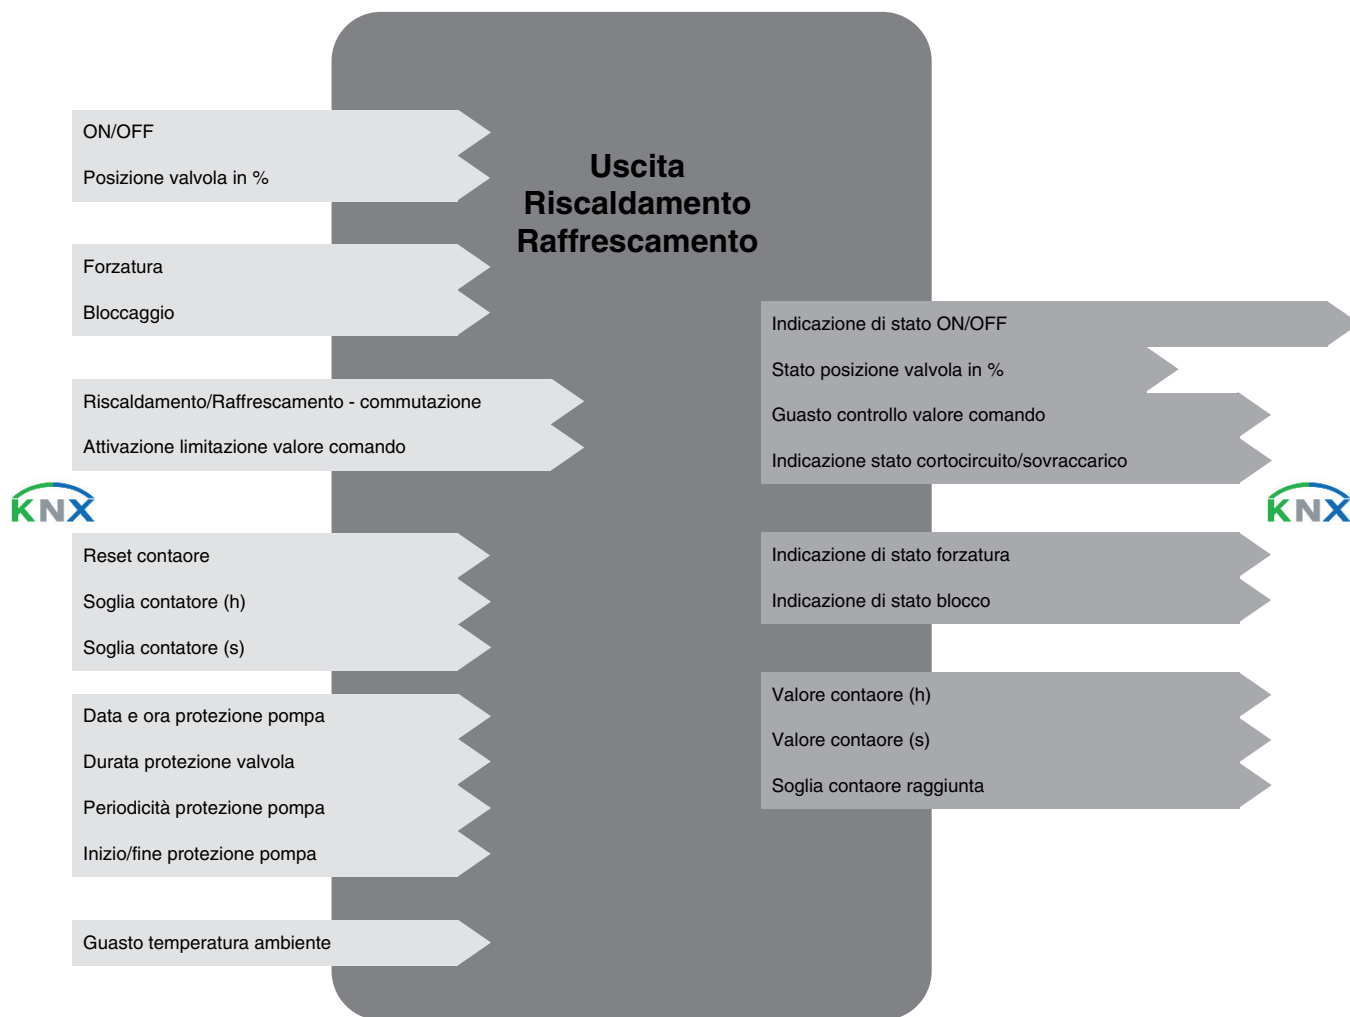 Uscita
Riscaldamento
Raffrescamento
ON/OFF
Posizione valvola in %
Forzatura
Bloccaggio
Riscaldamento/Raffrescamento - commutazione
Attivazione limitazione valore comando
KNX
Reset contaore
Soglia contatore (h)
Soglia contatore (s)
Data e ora protezione pompa
Durata protezione valvola
Periodicità protezione pompa
Inizio/fine protezione pompa
Guasto temperatura ambiente
Indicazione di stato ON/OFF
Stato posizione valvola in %
Guasto controllo valore comando
Indicazione stato cortocircuito/sovraccarico
KNX
Indicazione di stato forzatura
Indicazione di stato blocco
Valore contaore (h)
Valore contaore (s)
Soglia contaore raggiunta